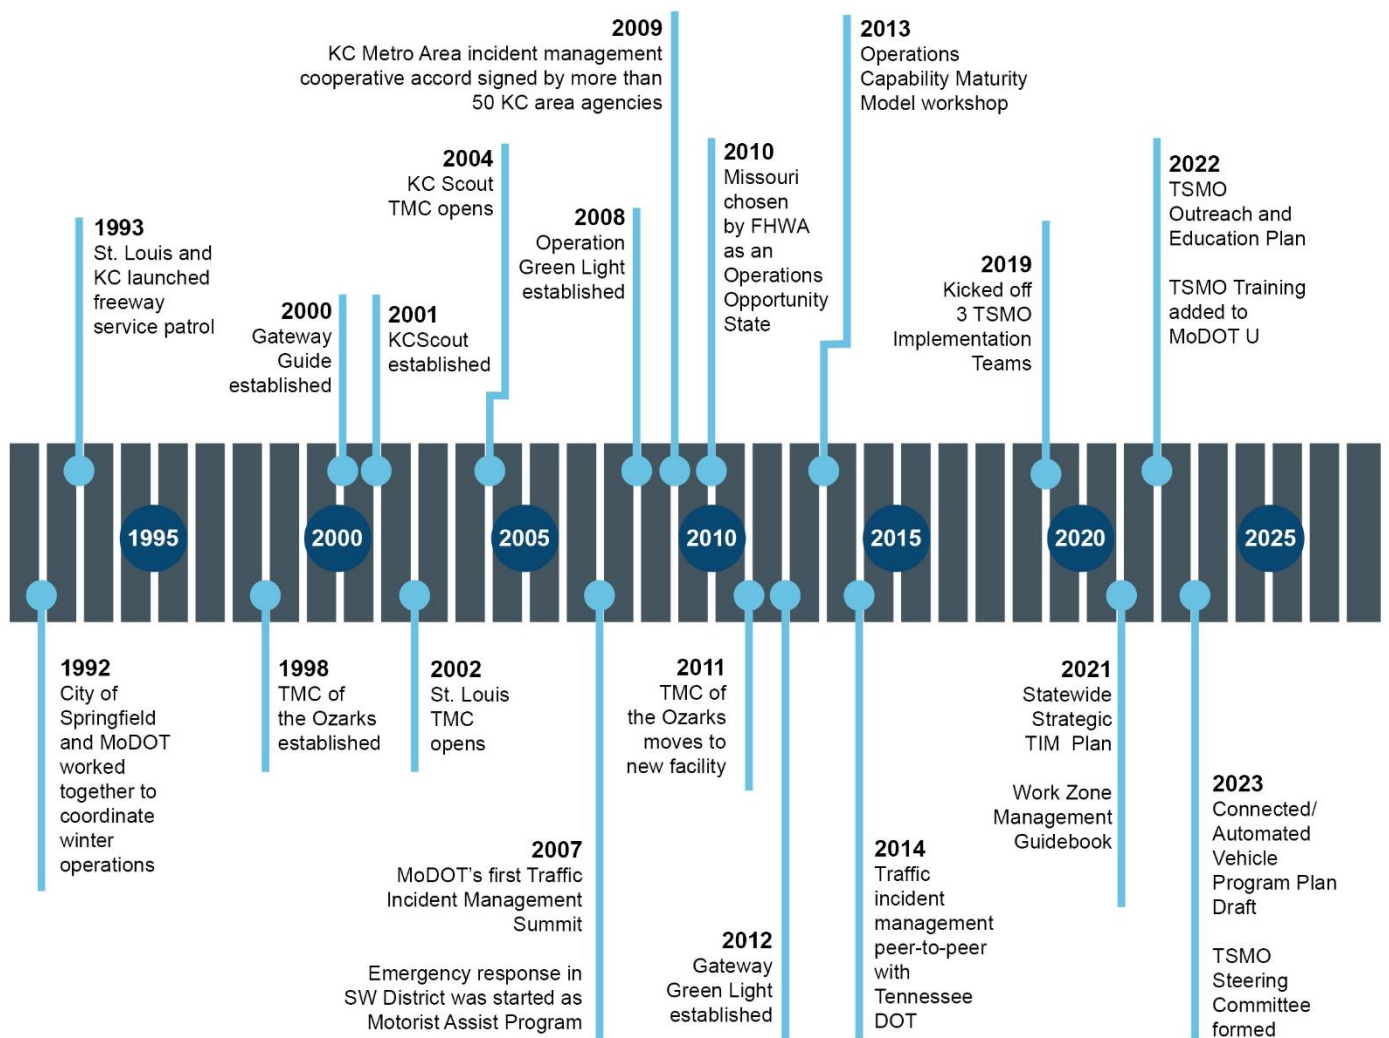 2009
KC Metro Area incident management
cooperative accord signed by more than
50 KC area agencies
2013
Operations
Capability Maturity
Model workshop
2004
KC Scout
TMC opens
2010
Missouri
chosen
by FHWA
as an
Operations
Opportunity
State
2022
TSMO
Outreach and
Education Plan
TSMO Training
added to
MoDOT U
1993
St. Louis and
KC launched
freeway
service patrol
2008
Operation
Green Light
established
2019
Kicked off
3 TSMO
Implementation
Teams
2000
Gateway
Guide
established
2001
KCScout
established
1995
2000
2005
2010
2015
2020
2025
1992
City of
Springfield
and MoDOT
worked
together to
coordinate
winter
operations
1998
TMC of
the Ozarks
established
2002
St. Louis
TMC
opens
2011
TMC of
the Ozarks
moves to
new facility
2021
Statewide
Strategic
TIM Plan
Work Zone
Management
Guidebook
2023
Connected/
Automated
Vehicle
Program Plan
Draft
TSMO
Steering
Committee
formed
2007
MoDOT's first Traffic
Incident Management
Summit
Emergency response in
SW District was started as
Motorist Assist Program
2014
Traffic
incident
management
peer-to-peer
with
Tennessee
DOT
2012
Gateway
Green Light
established